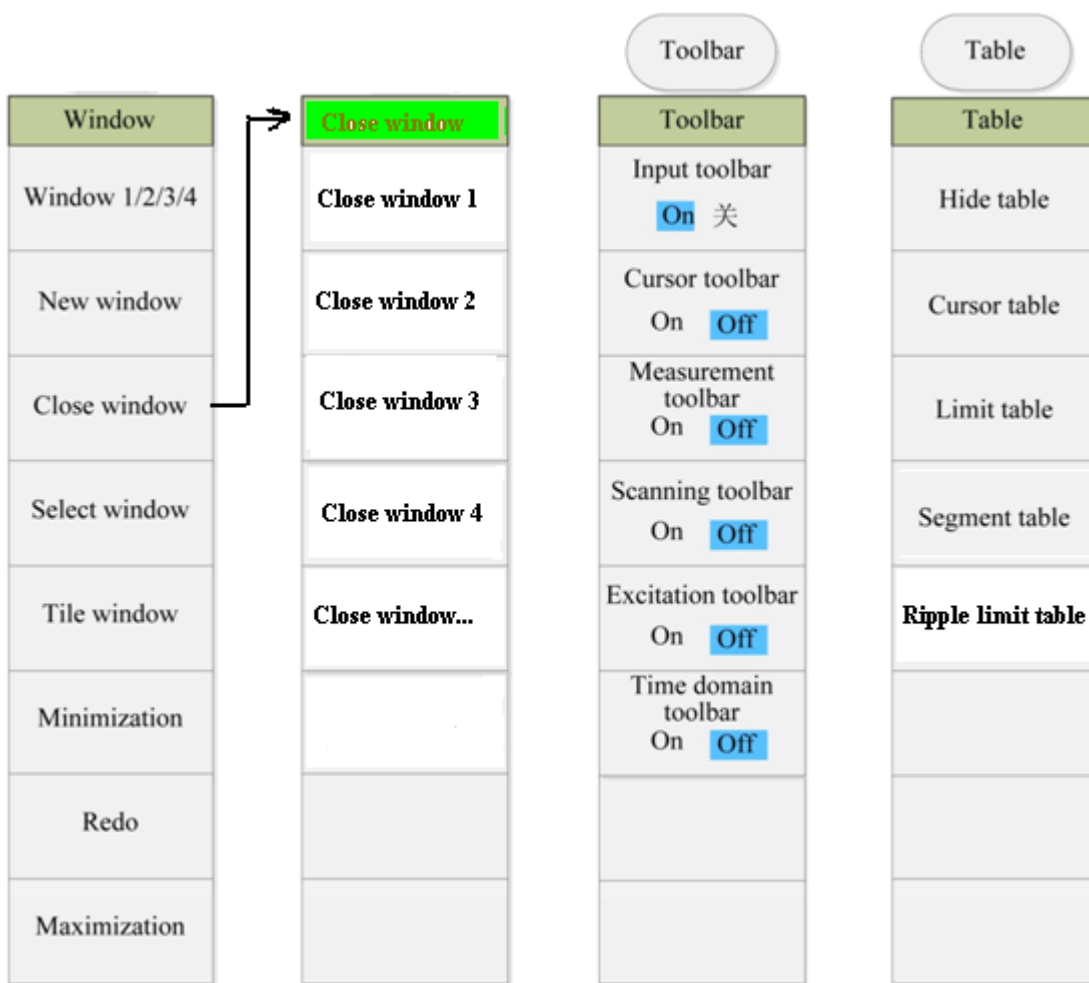 Toolbar
Table
Window
Window 1/2/3/4
New window
Close window
Select window
Tile window
Minimization
Redo
Maximization
Close window
Close window 1
Close window 2
Close window 3
Close window 4
Close window...
Toolbar
Input toolbar
On 关
Cursor toolbar
On Off
Measurement
toolbar
On Off
Scanning toolbar
On Off
Excitation toolbar
On Off
Time domain
toolbar
On Off
Table
Hide table
Cursor table
Limit table
Segment table
Ripple limit table